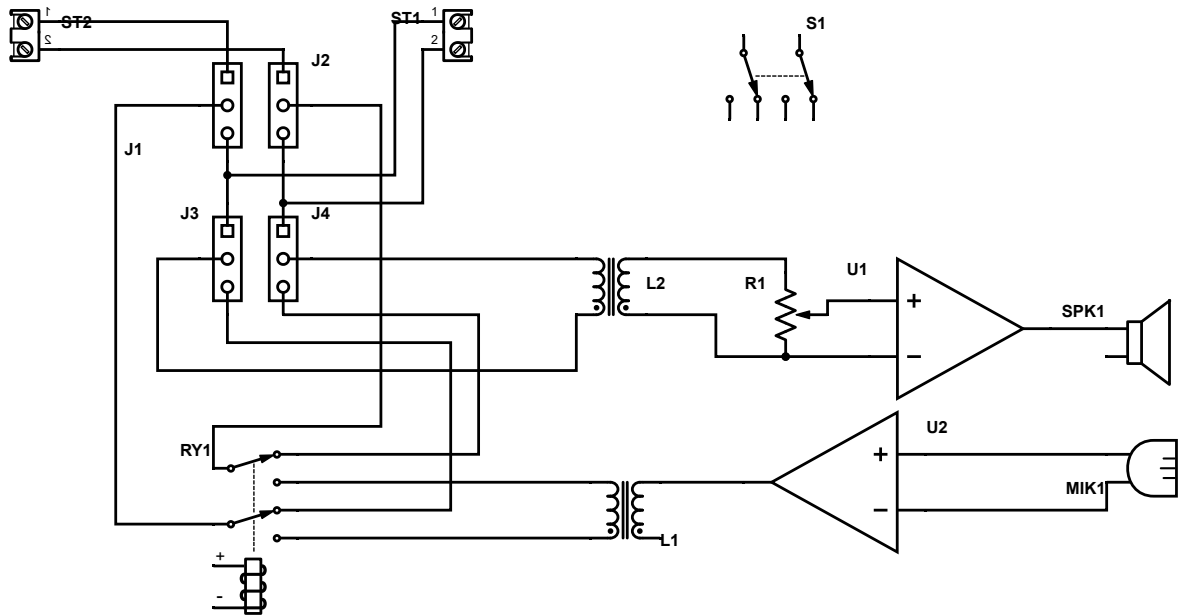 1 ST2 ST1 1 S1
2 2
J2
J1
J3 J4
L2 R1 U1
+ SPK1
−
U2
RY1 +
MIK1
−
L1
+
-